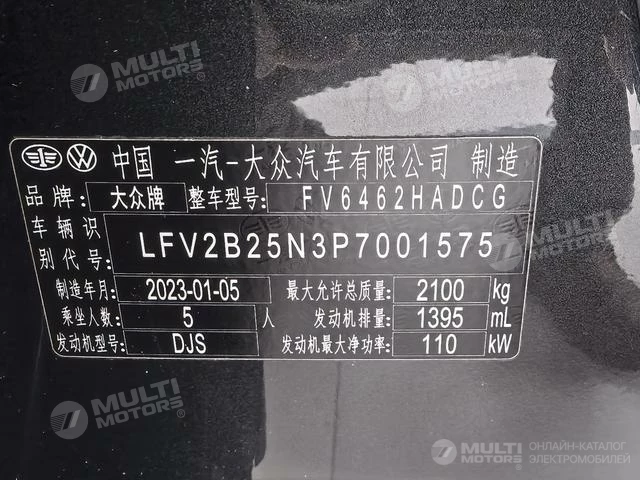 中国 一汽-大众汽车有限公司 制造
品牌: 大众牌 整车型号: FV6462HADCG
车辆识别代号: LFV2B25N3P7001575
制造年月: 2023-01-05 最大允许总质量: 2100 kg
乘坐人数: 5 人 发动机排量: 1395 mL
发动机型号: DJS 发动机最大净功率: 110 kW
MULTI MOTORS
MULTI MOTORS
MULTI MOTORS
MULTI MOTORS
MULTI MOTORS
ОНЛАЙН-КАТАЛОГ
ЭЛЕКТРОМОБИЛЕЙ